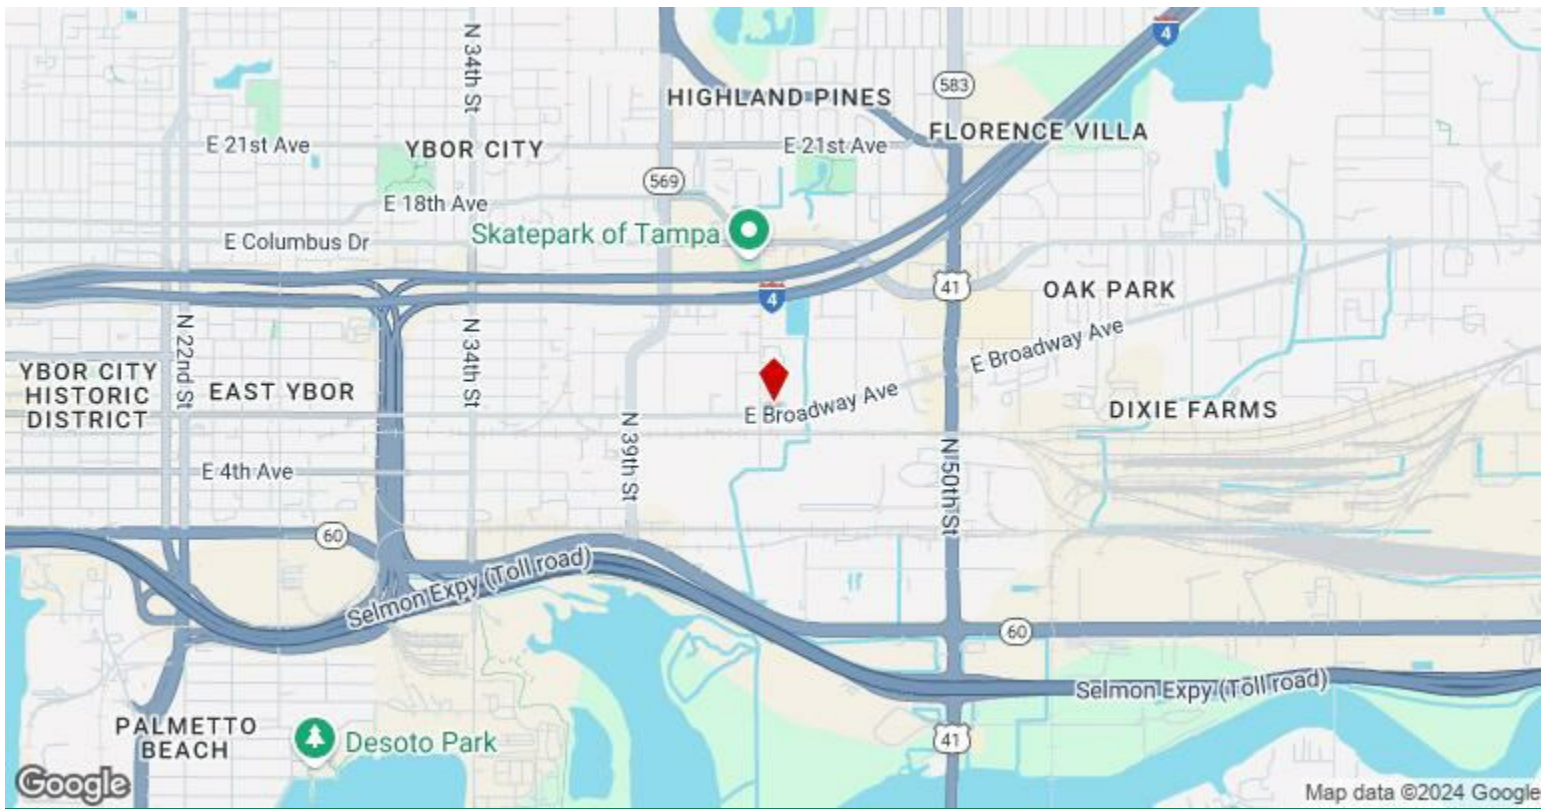 N 34th St
583
4
HIGHLAND PINES
FLORENCE VILLA
E 21st Ave
YBOR CITY
E 21st Ave
569
E 18th Ave
E Columbus Dr
Skatepark of Tampa
41
4
OAK PARK
N 22nd St
N 34th St
E Broadway Ave
YBOR CITY
HISTORIC
DISTRICT
EAST YBOR
E Broadway Ave
DIXIE FARMS
N 39th St
N 50th St
E 4th Ave
60
Selmon Expy (Toll road)
60
Selmon Expy (Toll road)
PALMETTO
BEACH
Desoto Park
41
Google
Map data ©2024 Google